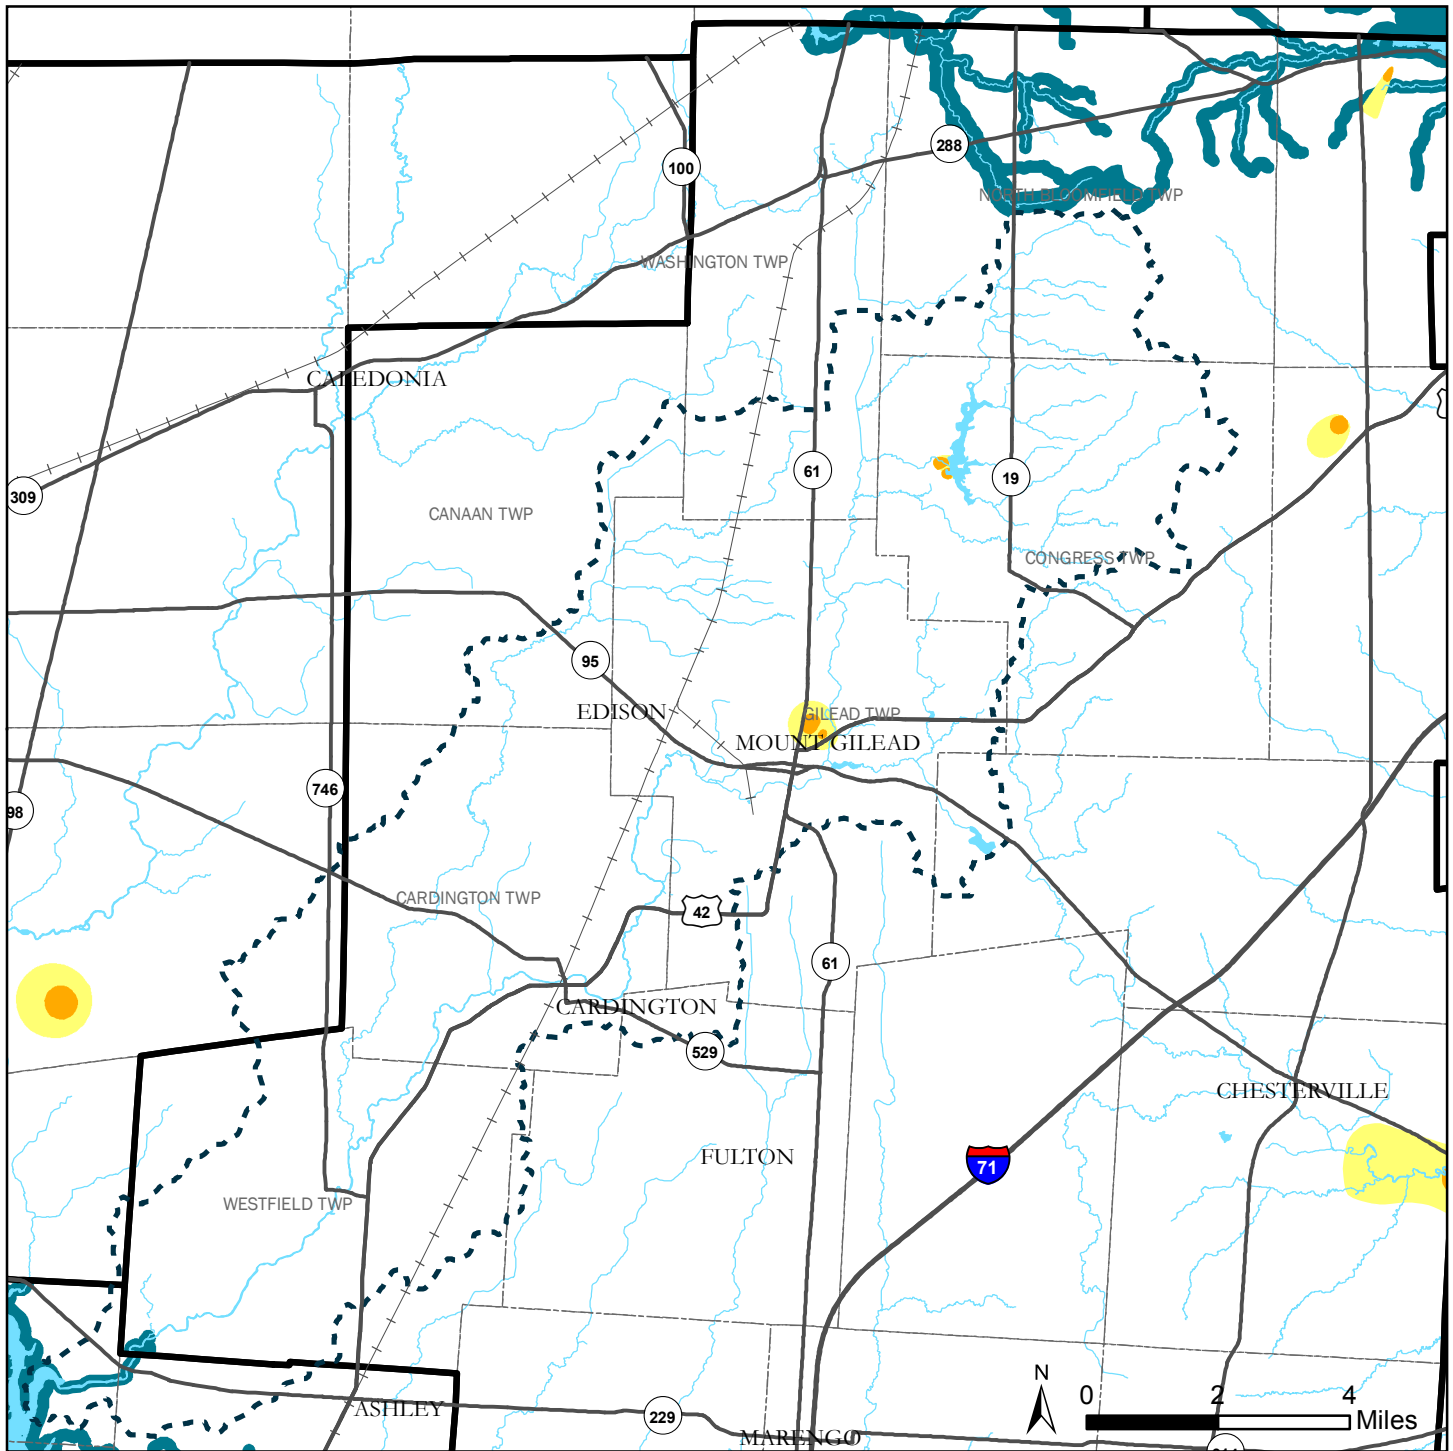 288
100
NORTH BLOOMFIELD TWP
WASHINGTON TWP
CALEDONIA
61
19
309
CANAAN TWP
CONGRESS TWP
95
EDISON
GILEAD TWP
MOUNT GILEAD
746
98
CARDINGTON TWP
42
61
CARDINGTON
529
CHESTERVILLE
FULTON
71
WESTFIELD TWP
N
0 2 4
Miles
ASHLEY
229
MARENGO